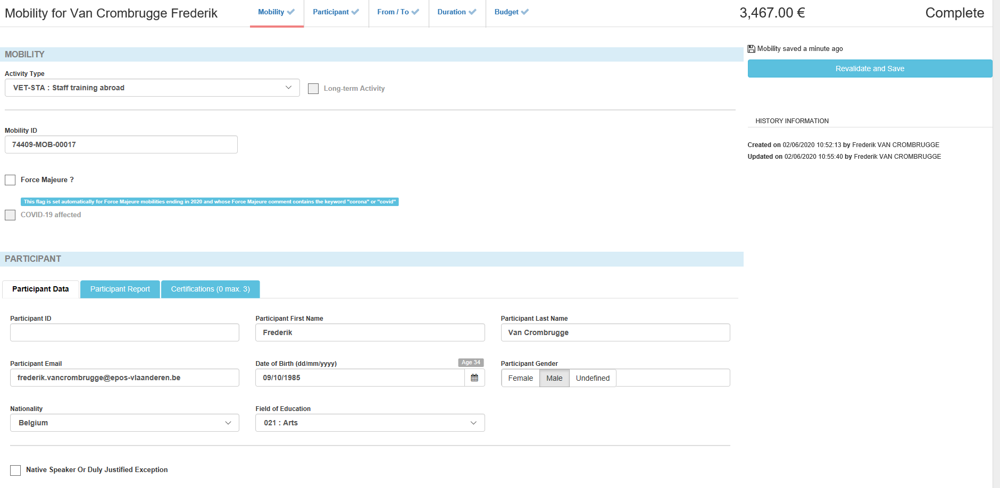 Mobility for Van Crombrugge Frederik
Mobility
Participant
From / To
Duration
Budget
3,467.00 €
Complete
MOBILITY
Activity Type
VET-STA : Staff training abroad
Long-term Activity
Mobility ID
74409-MOB-00017
Force Majeure ?
This flag is set automatically for Force Majeure mobilities ending in 2020 and whose Force Majeure comment contains the keyword "corona" or "covid"
COVID-19 affected
Mobility saved a minute ago
Revalidate and Save
HISTORY INFORMATION
Created on 02/06/2020 10:52:13 by Frederik VAN CROMBRUGGE
Updated on 02/06/2020 10:55:40 by Frederik VAN CROMBRUGGE
PARTICIPANT
Participant Data
Participant Report
Certifications (0 max. 3)
Participant ID
Participant First Name
Frederik
Participant Last Name
Van Crombrugge
Participant Email
frederik.vancrombrugge@epos-vlaanderen.be
Date of Birth (dd/mm/yyyy)
Age 34
09/10/1985
Participant Gender
Female
Male
Undefined
Nationality
Belgium
Field of Education
021 : Arts
Native Speaker Or Duly Justified Exception